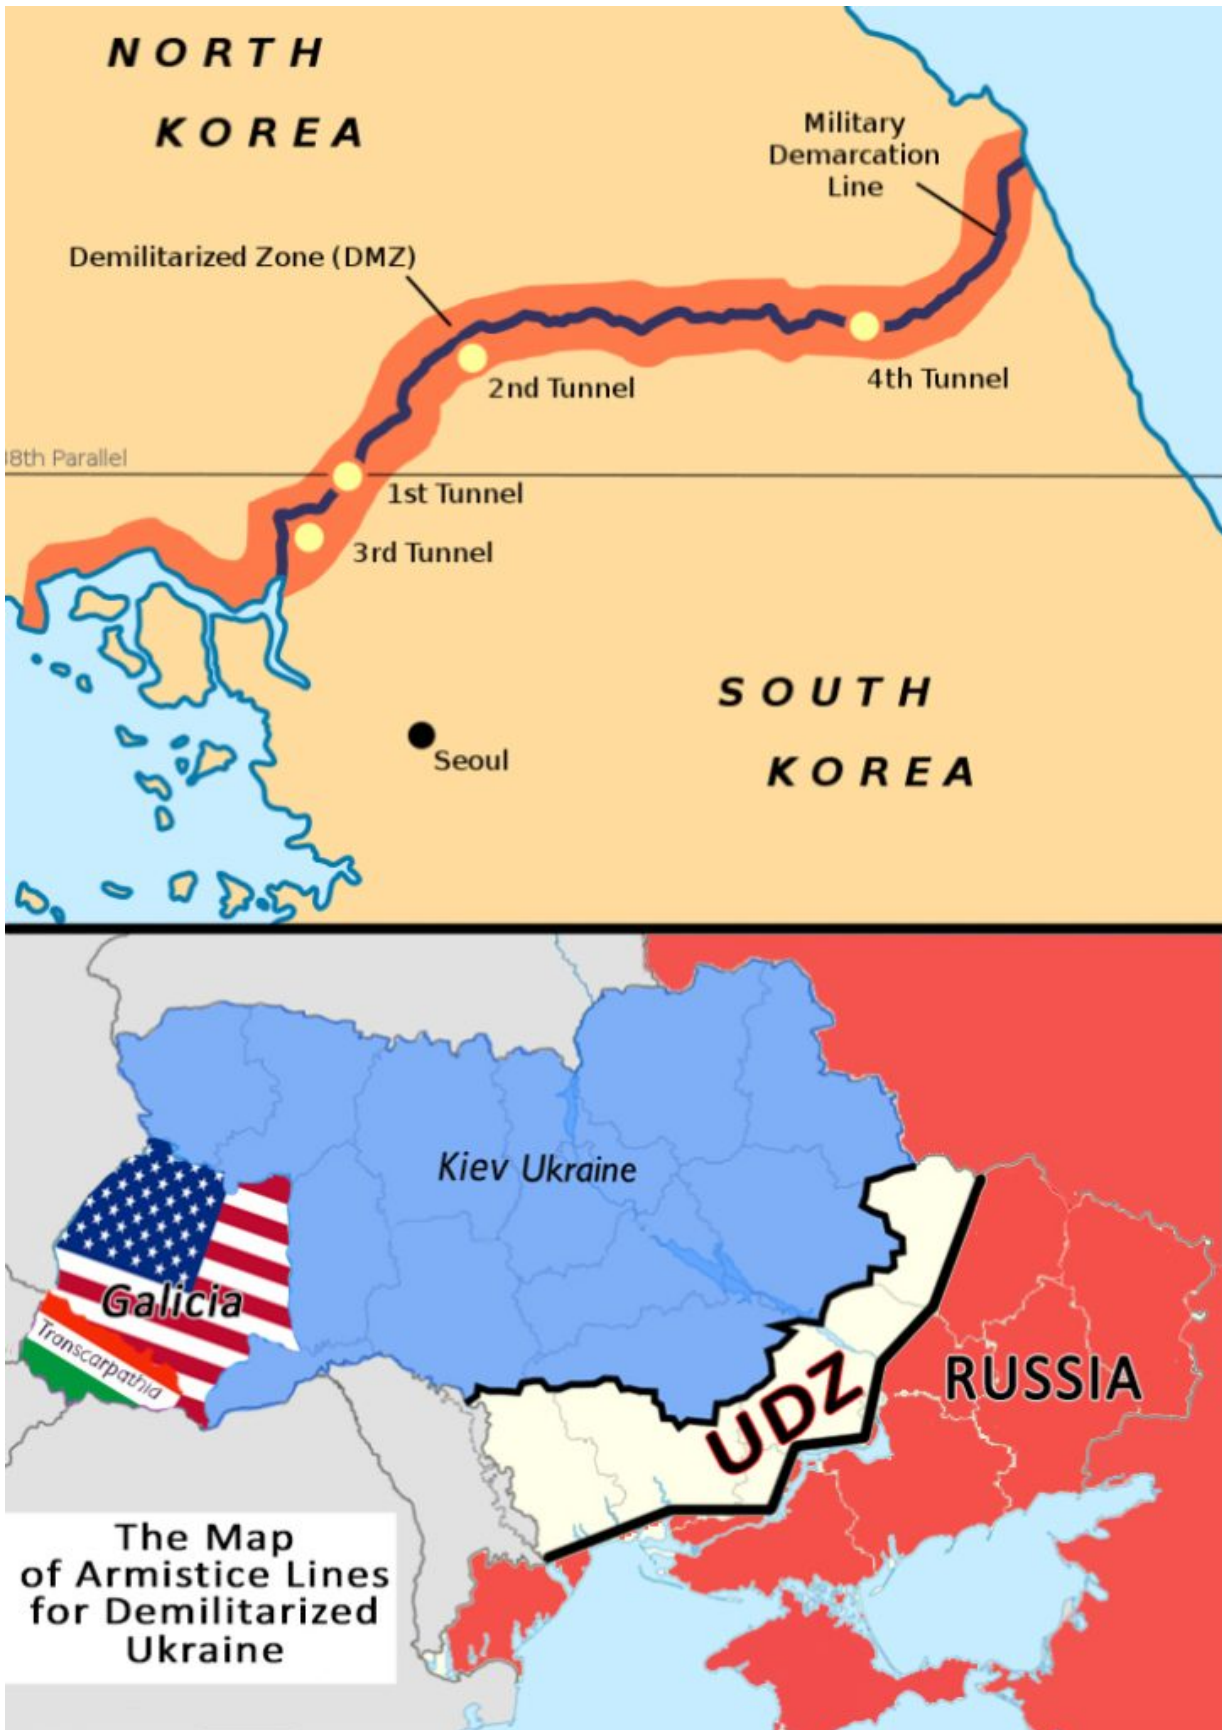 NORTH
KOREA
Military
Demarcation
Line
Demilitarized Zone (DMZ)
2nd Tunnel
4th Tunnel
8th Parallel
1st Tunnel
3rd Tunnel
SOUTH
KOREA
Seoul
Kiev Ukraine
Galicia
Transcarpathia
UDZ
RUSSIA
The Map
of Armistice Lines
for Demilitarized
Ukraine